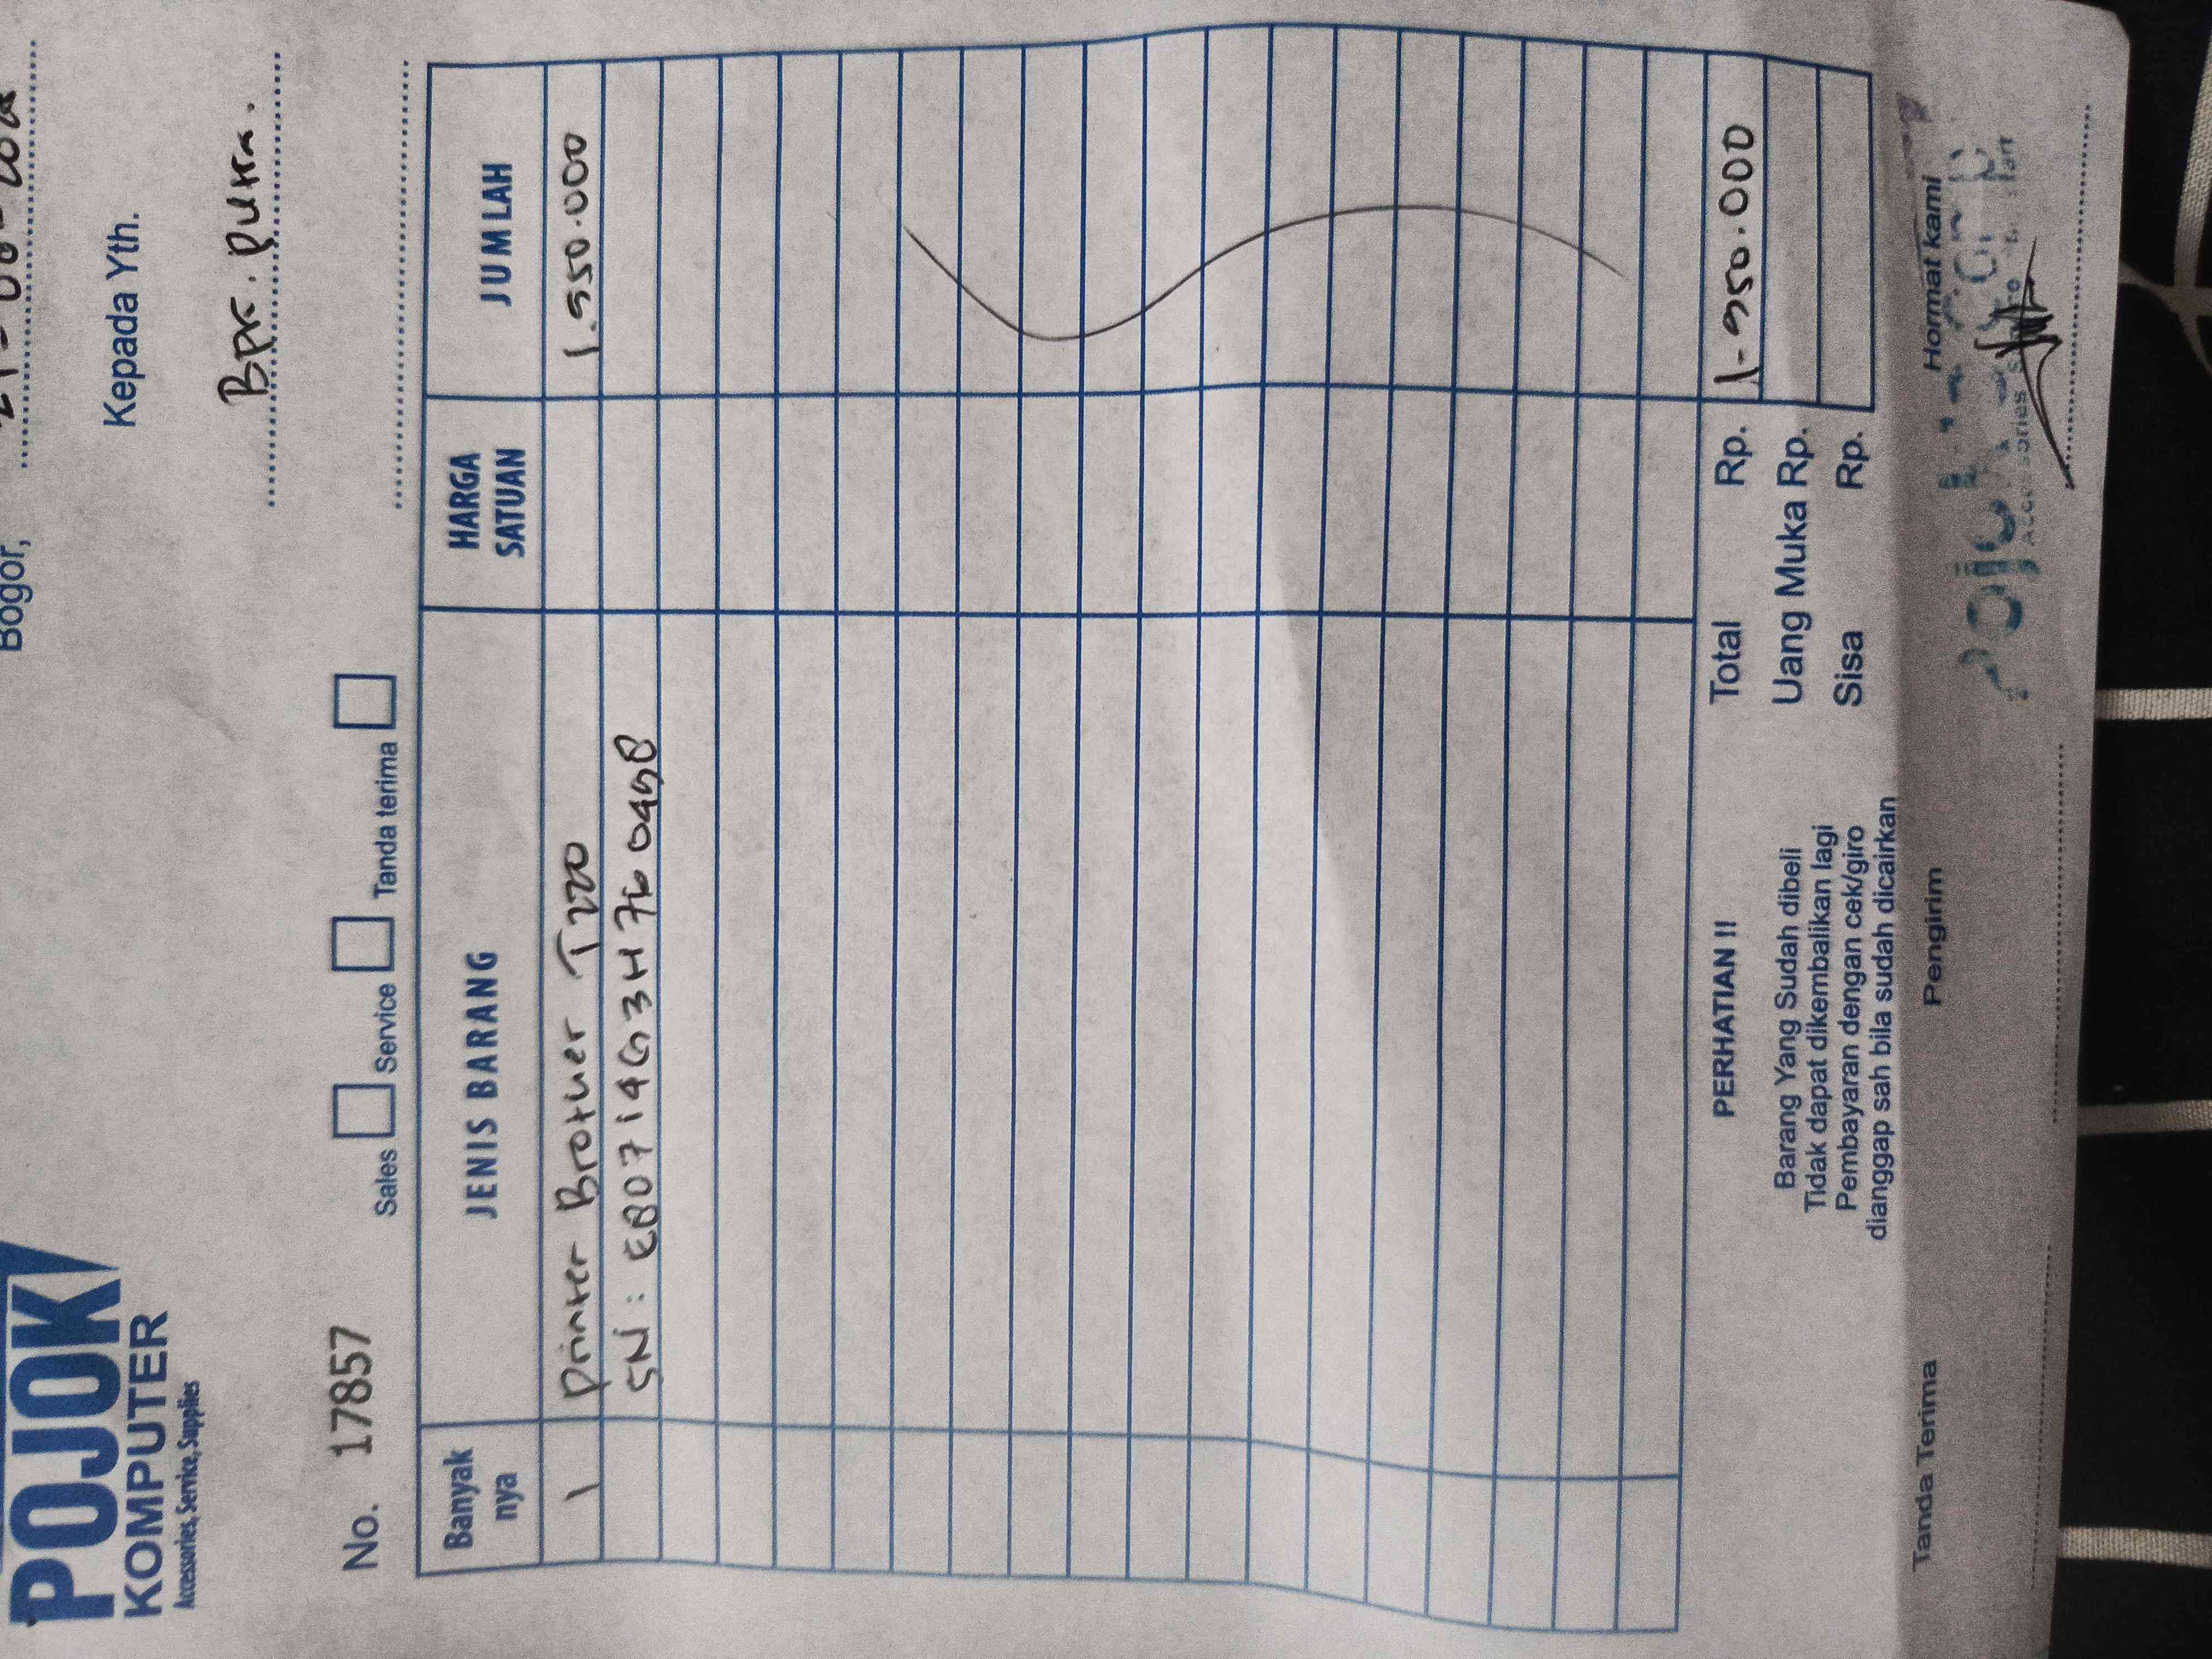 POJOK
KOMPUTER
Accessories, Service, Supplies
Bogor,
Kepada Yth.
Bpk. Putra.
No. 17857
Sales Service Tanda terima
Banyak nya JENIS BARANG HARGA SATUAN JUMLAH
1 Printer Brother T220 1.950.000
SN :
Total Rp. 1-950.000
Uang Muka Rp.
Sisa Rp.
PERHATIAN !!
Barang Yang Sudah dibeli
Tidak dapat dikembalikan lagi
Pembayaran dengan cek/giro
dianggap sah bila sudah dicairkan
Tanda Terima Pengirim Hormat kami